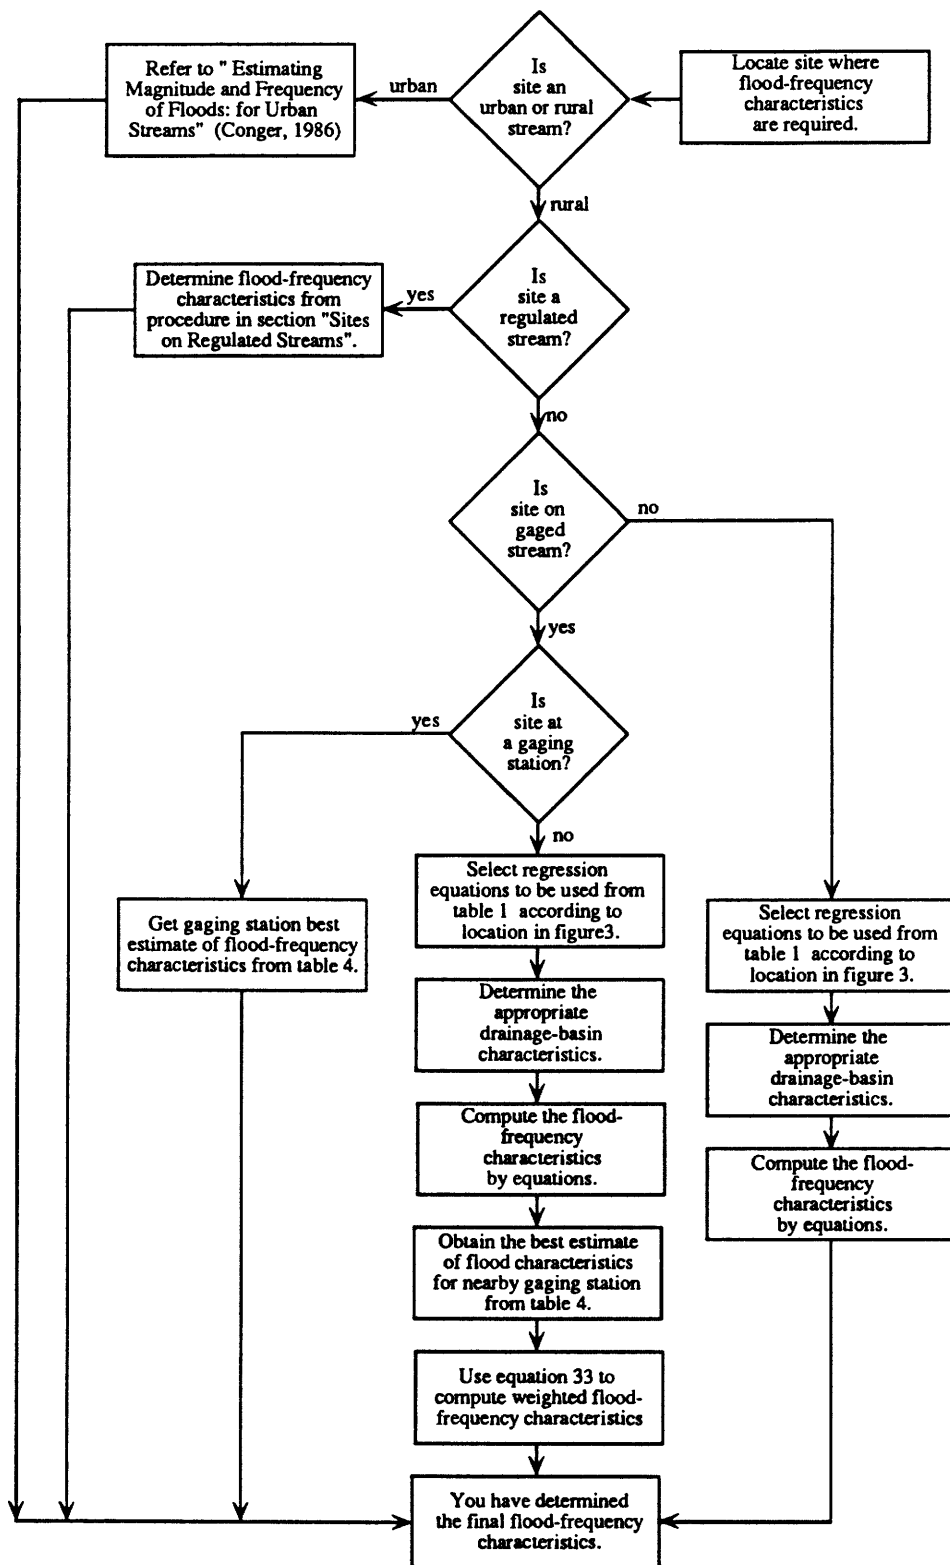 Locate site where
flood-frequency
characteristics
are required.
Is
site an
urban or rural
stream?
urban
Refer to " Estimating
Magnitude and Frequency
of Floods: for Urban
Streams" (Conger, 1986)
rural
Is
site a
regulated
stream?
yes
Determine flood-frequency
characteristics from
procedure in section "Sites
on Regulated Streams".
no
Is
site on
gaged
stream?
no
yes
Is
site at
a gaging
station?
yes
Get gaging station best
estimate of flood-frequency
characteristics from table 4.
no
Select regression
equations to be used from
table 1 according to
location in figure3.
Determine the
appropriate
drainage-basin
characteristics.
Compute the flood-
frequency
characteristics
by equations.
Obtain the best estimate
of flood characteristics
for nearby gaging station
from table 4.
Use equation 33 to
compute weighted flood-
frequency characteristics
Select regression
equations to be used from
table 1 according to
location in figure 3.
Determine the
appropriate
drainage-basin
characteristics.
Compute the flood-
frequency
characteristics
by equations.
You have determined
the final flood-frequency
characteristics.